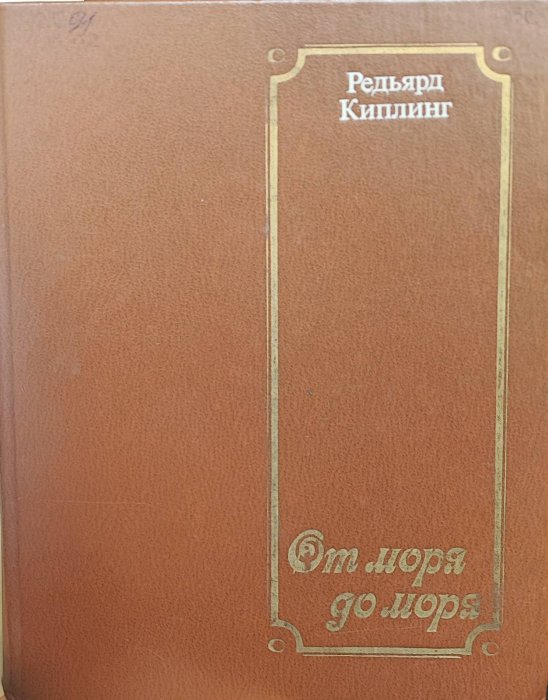 Редьярд
Киплинг
От моря
до моря